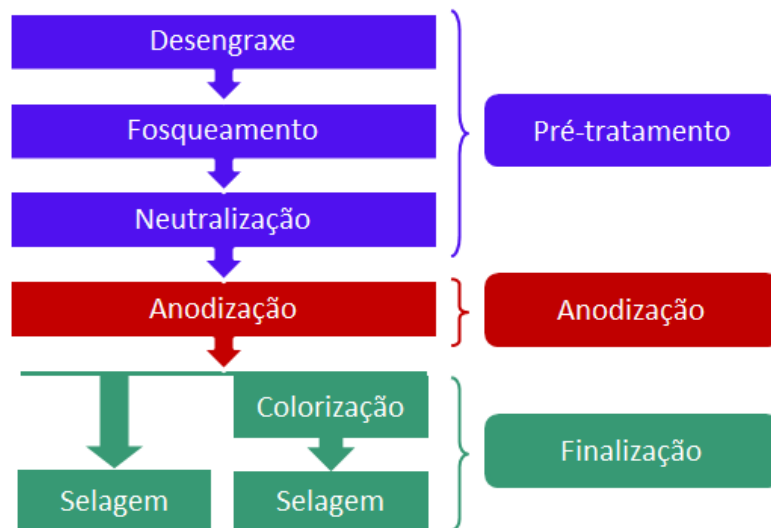 Desengraxe
Fosqueamento
Pré-tratamento
Neutralização
Anodização
Anodização
Colorização
Finalização
Selagem
Selagem